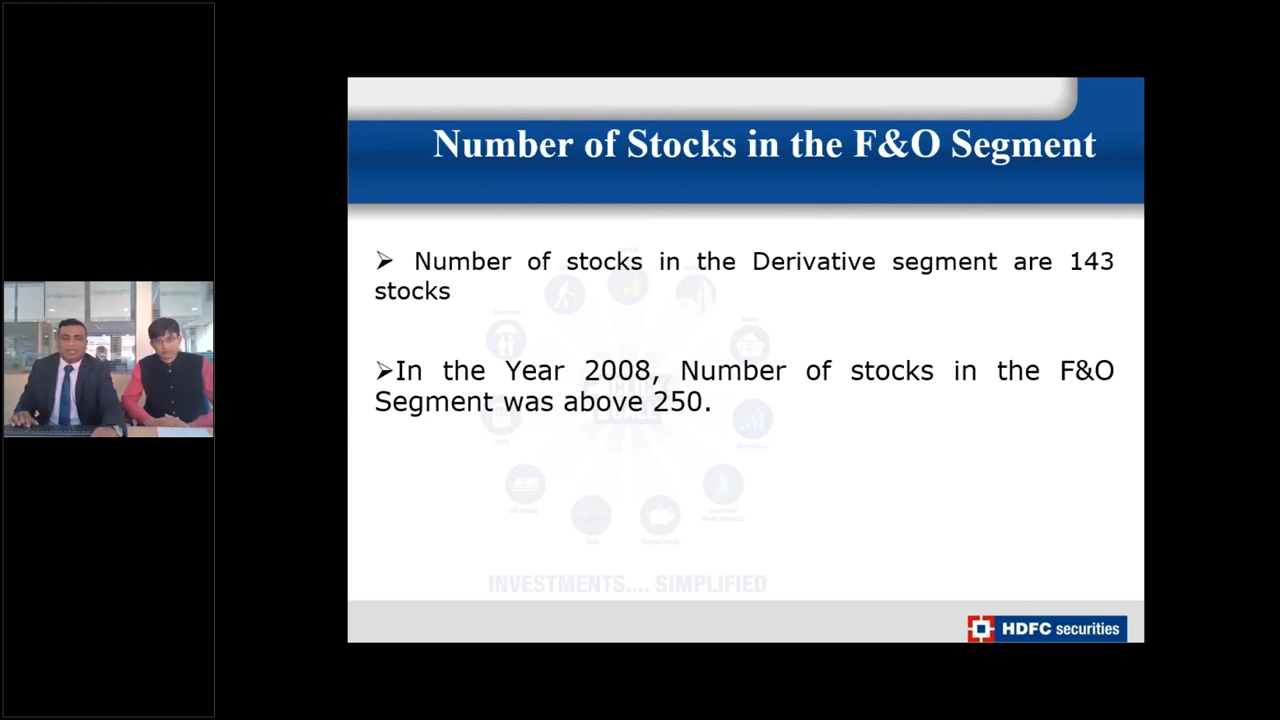 Number of Stocks in the F&O Segment
➢ Number of stocks in the Derivative segment are 143
stocks
➢In the Year 2008, Number of stocks in the F&O
Segment was above 250.
INVESTMENTS.... SIMPLIFIED
HDFC securities